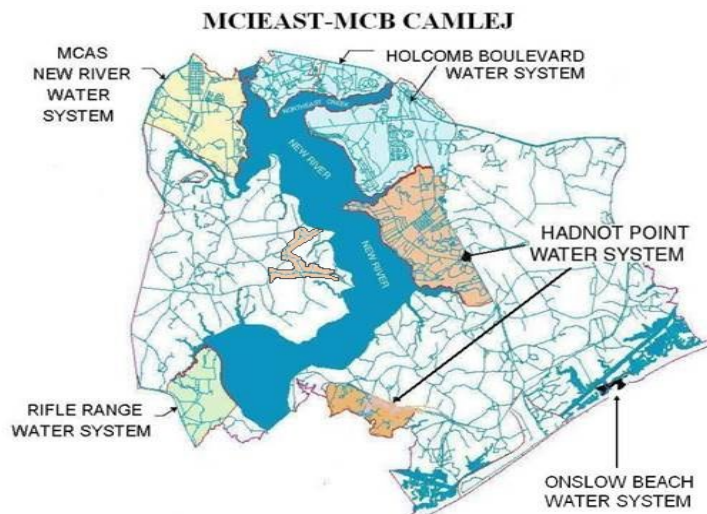 MCIEAST-MCB CAMLEJ
MCAS
NEW RIVER
WATER
SYSTEM
HOLCOMB BOULEVARD
WATER SYSTEM
NORTHEAST CREEK
NEW RIVER
NEW RIVER
HADNOT POINT
WATER SYSTEM
RIFLE RANGE
WATER SYSTEM
ONSLOW BEACH
WATER SYSTEM